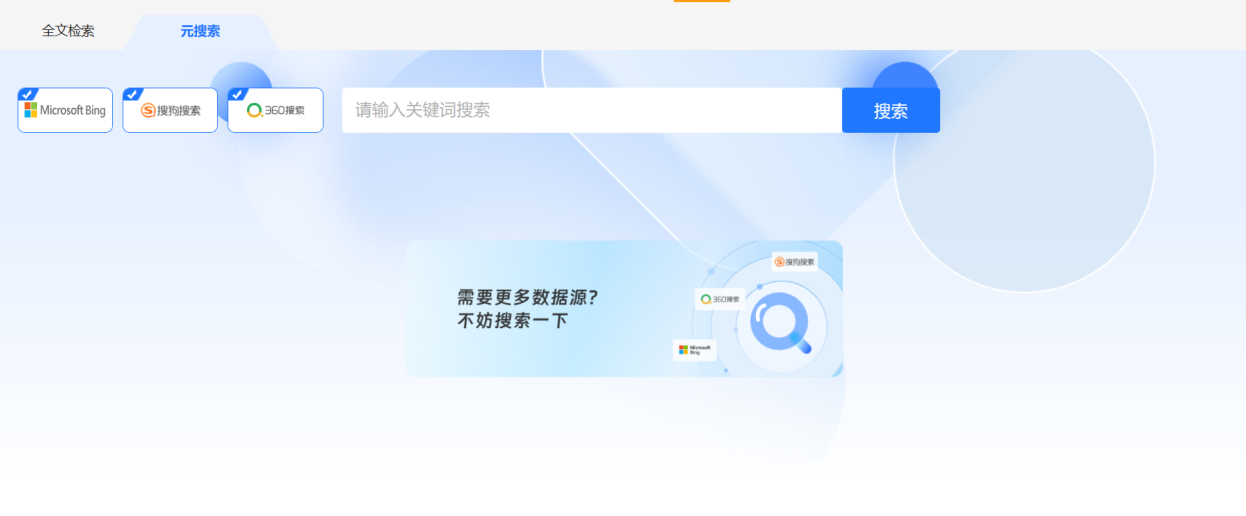 全文检索
元搜索
Microsoft Bing
搜狗搜索
360搜索
请输入关键词搜索
搜索
需要更多数据源?
不妨搜索一下
搜狗搜索
360搜索
Microsoft
Bing